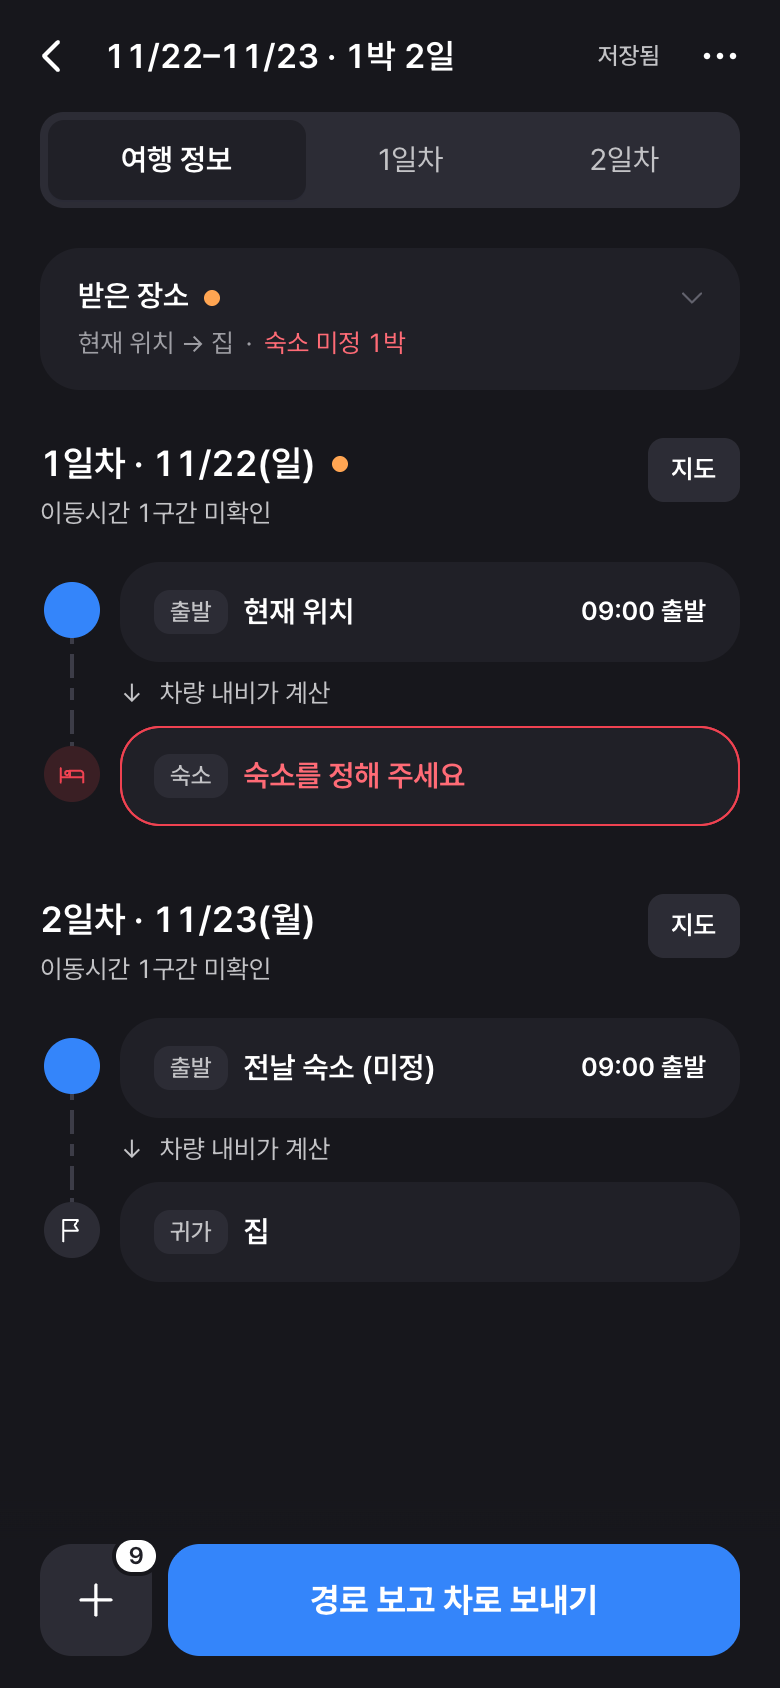 11/22–11/23 · 1박 2일 저장됨
여행 정보 1일차 2일차
받은 장소
현재 위치 → 집 · 숙소 미정 1박
1일차 · 11/22(일) 지도
이동시간 1구간 미확인
출발 현재 위치 09:00 출발
↓ 차량 내비가 계산
숙소 숙소를 정해 주세요
2일차 · 11/23(월) 지도
이동시간 1구간 미확인
출발 전날 숙소 (미정) 09:00 출발
↓ 차량 내비가 계산
귀가 집
9
경로 보고 차로 보내기